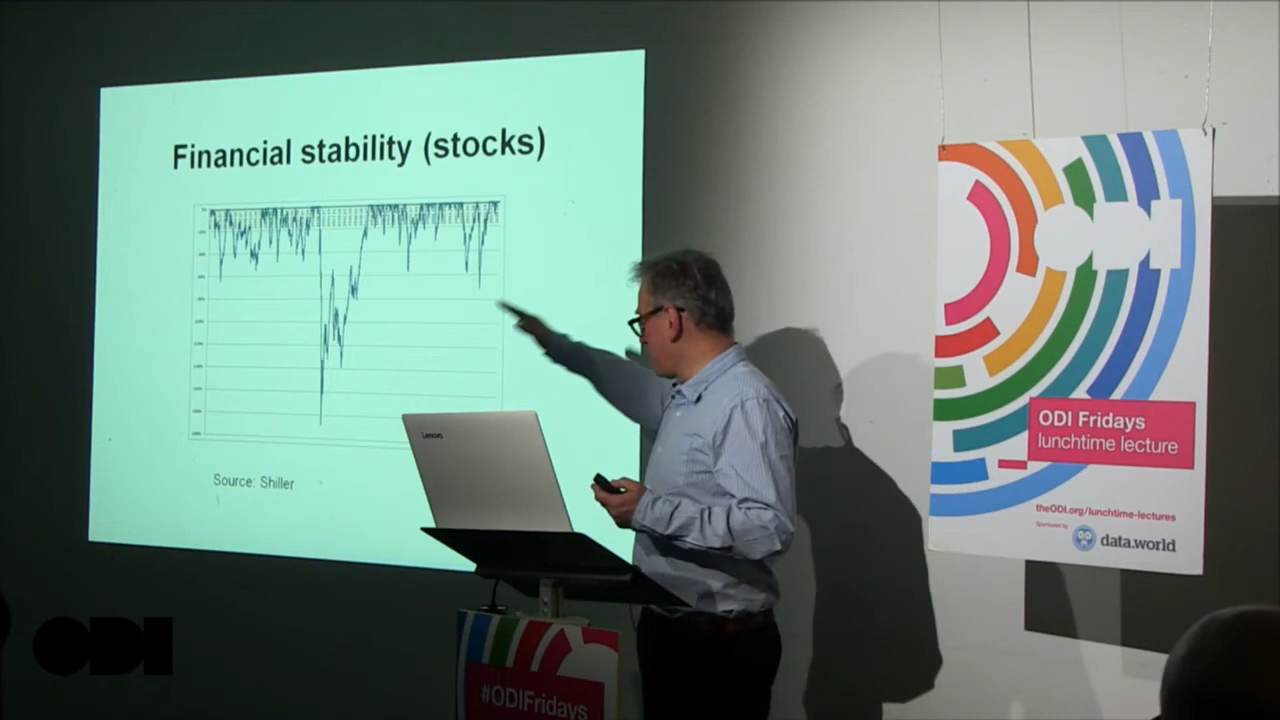 Financial stability (stocks)
Source: Shiller
Lenovo
#ODIFridays
ODI
ODI Fridays
lunchtime lecture
theODI.org/lunchtime-lectures
Sponsored by
data.world